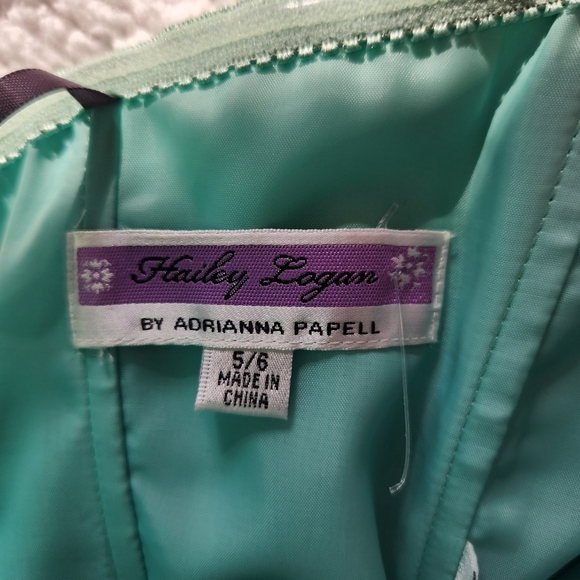 Hailey Logan
BY ADRIANNA PAPELL
5/6
MADE IN
CHINA